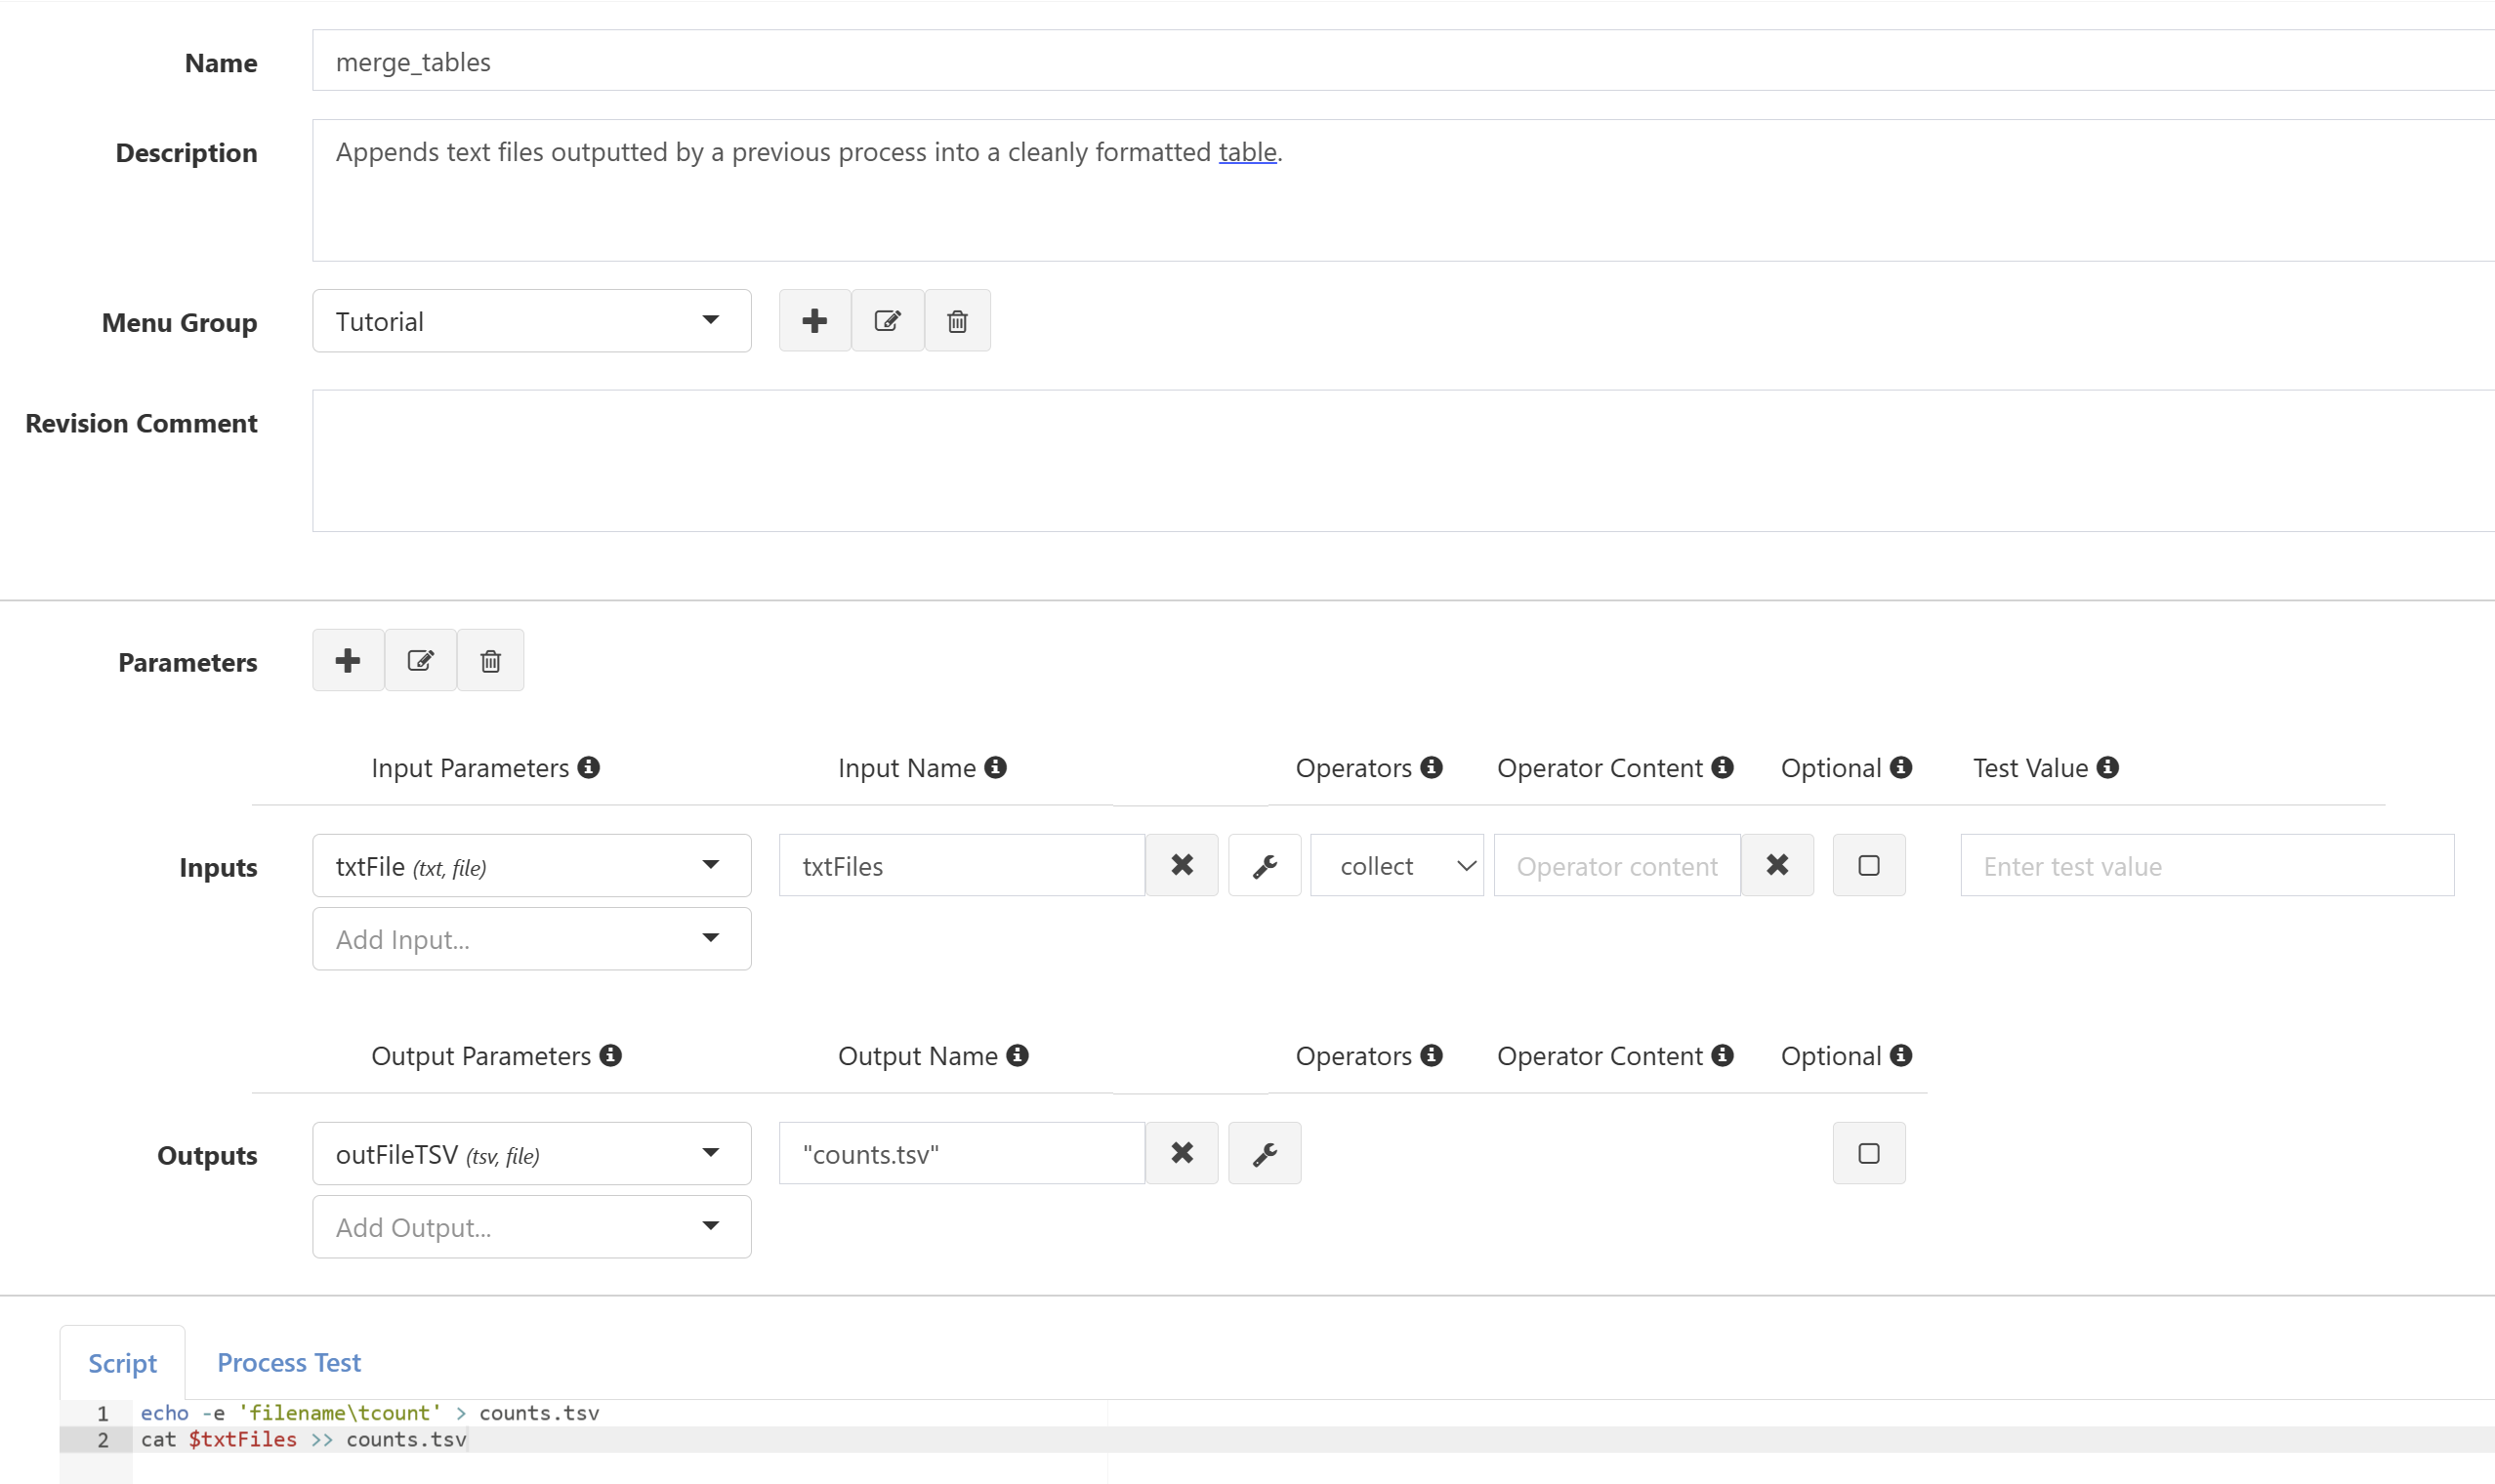 Name
merge_tables
Description
Appends text files outputted by a previous process into a cleanly formatted table.
Menu Group
Tutorial
Revision Comment
Parameters
Input Parameters Input Name Operators Operator Content Optional Test Value
Inputs
txtFile (txt, file) txtFiles collect Operator content Enter test value
Add Input...
Output Parameters Output Name Operators Operator Content Optional
Outputs
outFileTSV (tsv, file) "counts.tsv"
Add Output...
Script Process Test
1 echo -e 'filename\tcount' > counts.tsv
2 cat $txtFiles >> counts.tsv